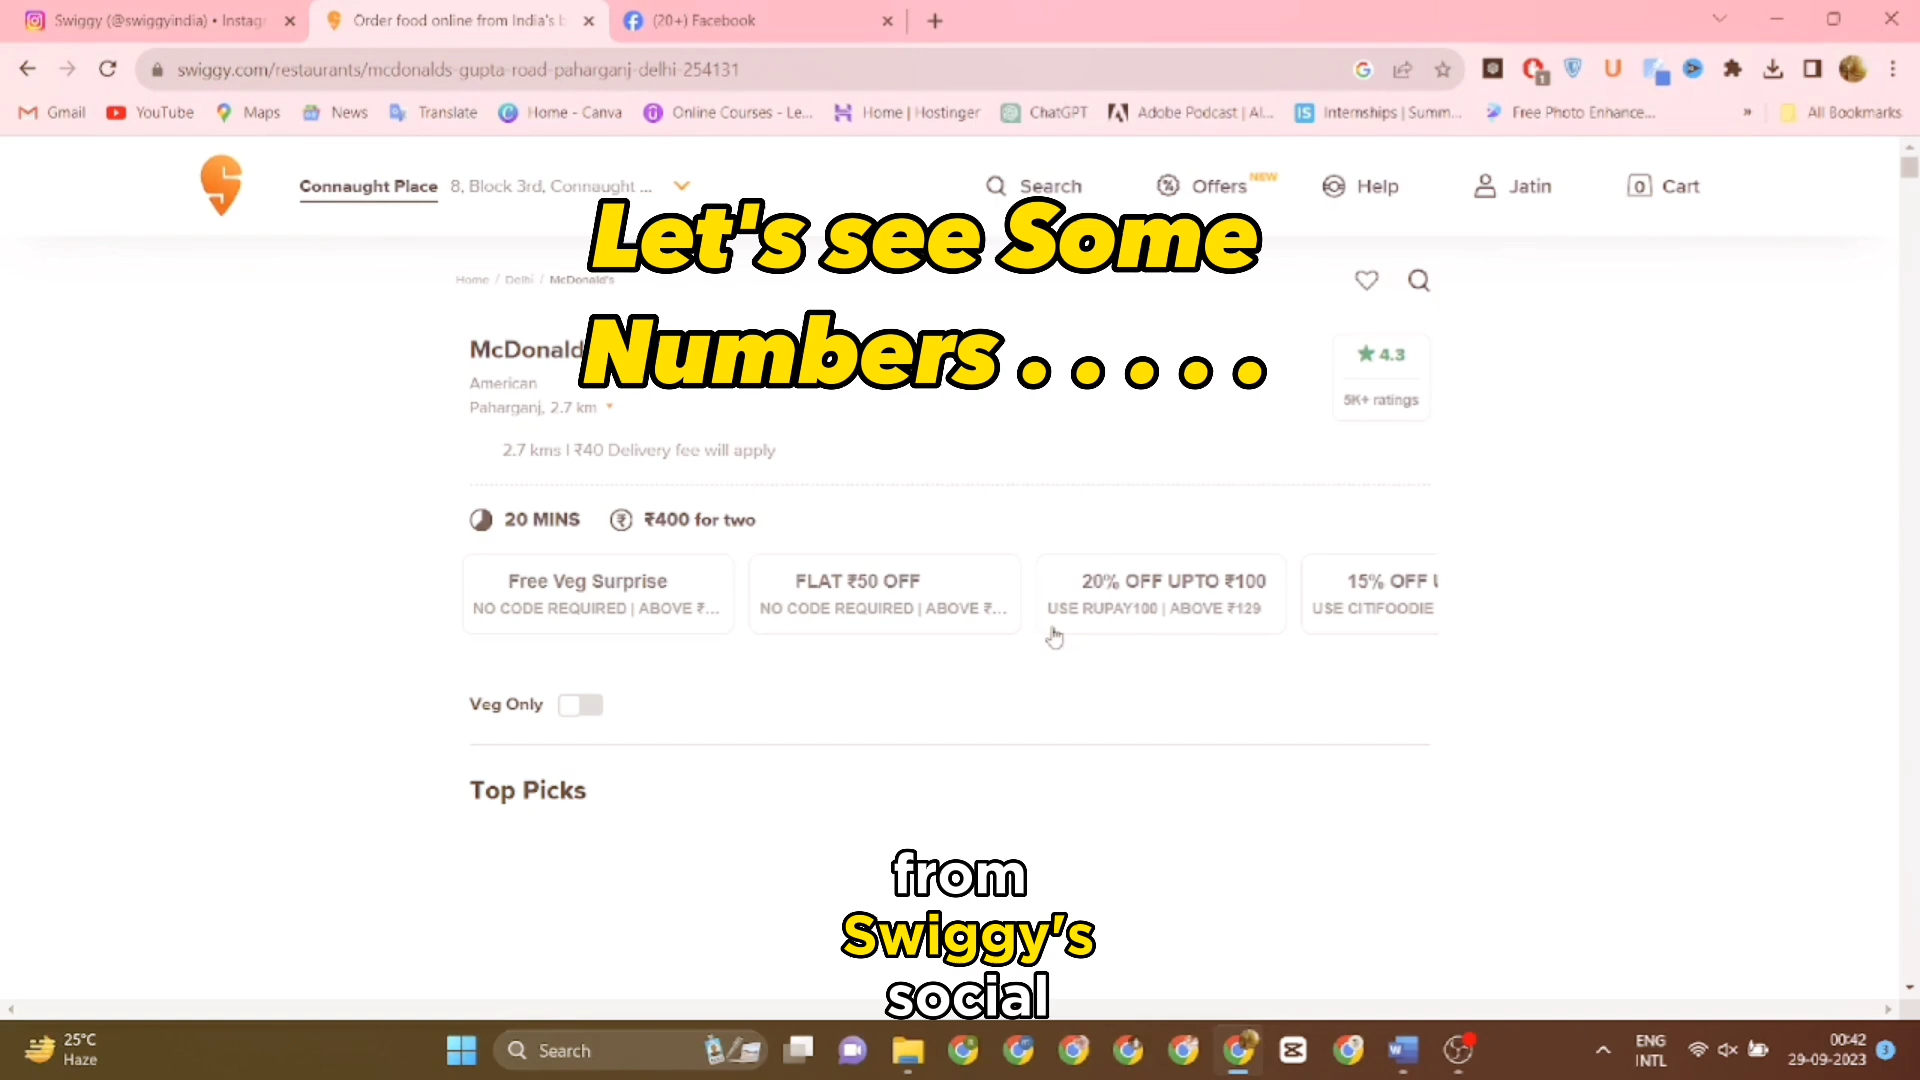 Swiggy (@swiggyindia) • Instag
Order food online from India's b
(20+) Facebook
swiggy.com/restaurants/mcdonalds-gupta-road-paharganj-delhi-254131
Gmail
YouTube
Maps
News
Translate
Home - Canva
Online Courses - Le...
Home | Hostinger
ChatGPT
Adobe Podcast | AI...
Internships | Summ...
Free Photo Enhance...
»
All Bookmarks
Connaught Place
8, Block 3rd, Connaught ...
Search
Offers NEW
Help
Jatin
0 Cart
Let's see Some
Numbers . . . . .
Home / Delhi / McDonald's
McDonald
American
Paharganj, 2.7 km
4.3
5K+ ratings
2.7 kms | ₹40 Delivery fee will apply
20 MINS
₹400 for two
Free Veg Surprise
NO CODE REQUIRED | ABOVE ₹...
FLAT ₹50 OFF
NO CODE REQUIRED | ABOVE ₹...
20% OFF UPTO ₹100
USE RUPAY100 | ABOVE ₹129
15% OFF U
USE CITIFOODIE
Veg Only
Top Picks
from
Swiggy's
social
25°C
Haze
Search
ENG
INTL
00:42
29-09-2023
3